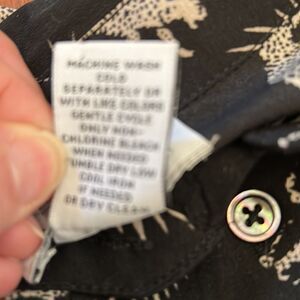 MACHINE WASH
COLD
SEPARATELY OR
WITH LIKE COLORS
GENTLE CYCLE
ONLY NON-
CHLORINE BLEACH
WHEN NEEDED
TUMBLE DRY LOW
COOL IRON
IF NEEDED
OR DRY CLEAN